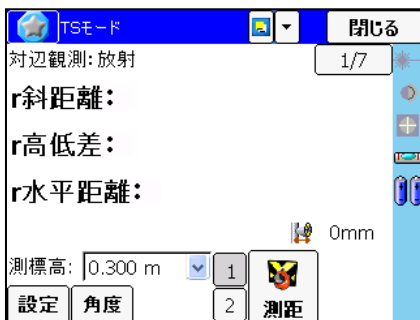 TSモード 閉じる
対辺観測:放射 1/7
r斜距離:
r高低差:
r水平距離:
0mm
測標高: 0.300 m 1
設定 角度 2 測距